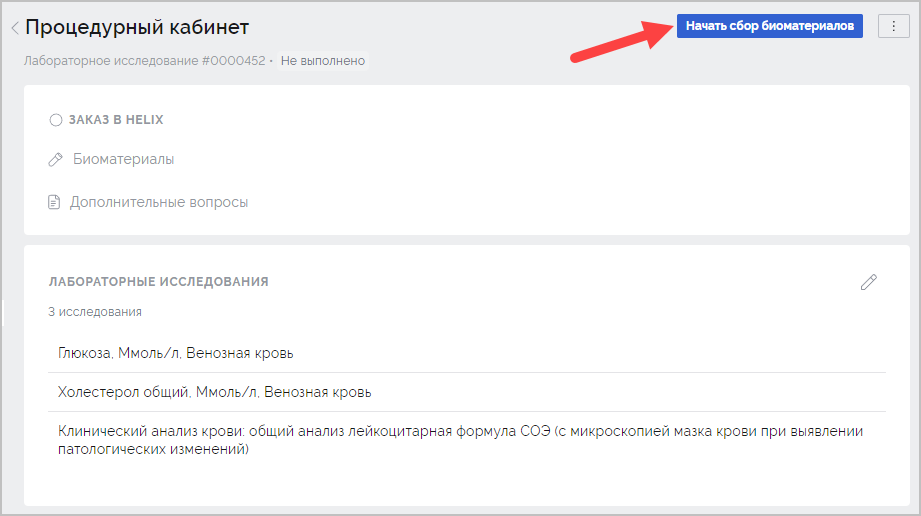 Процедурный кабинет
Начать сбор биоматериалов
Лабораторное исследование #0000452 • Не выполнено
ЗАКАЗ В HELIX
Биоматериалы
Дополнительные вопросы
ЛАБОРАТОРНЫЕ ИССЛЕДОВАНИЯ
3 исследования
Глюкоза, Ммоль/л, Венозная кровь
Холестерол общий, Ммоль/л, Венозная кровь
Клинический анализ крови: общий анализ лейкоцитарная формула СОЭ (с микроскопией мазка крови при выявлении
патологических изменений)